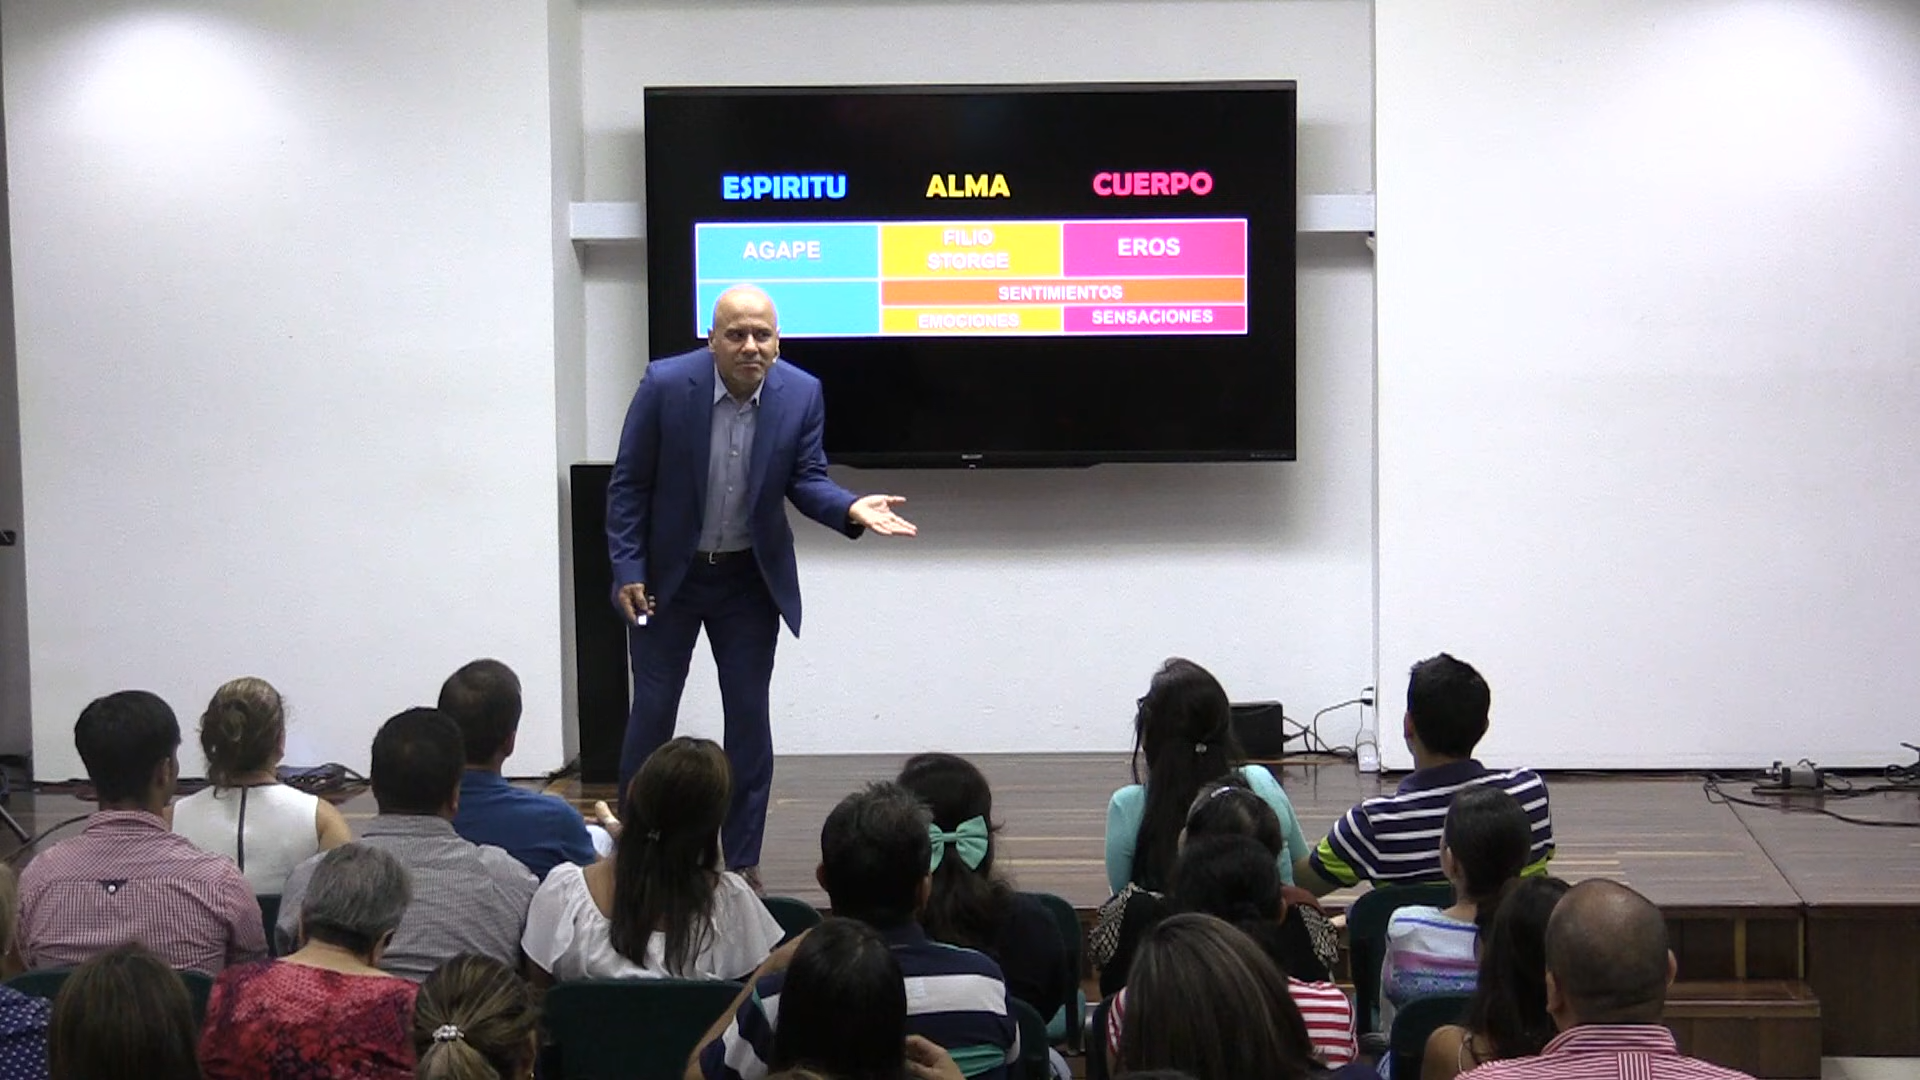 ESPIRITU ALMA CUERPO
AGAPE
FILIO
STORGE
EROS
SENTIMIENTOS
EMOCIONES
SENSACIONES